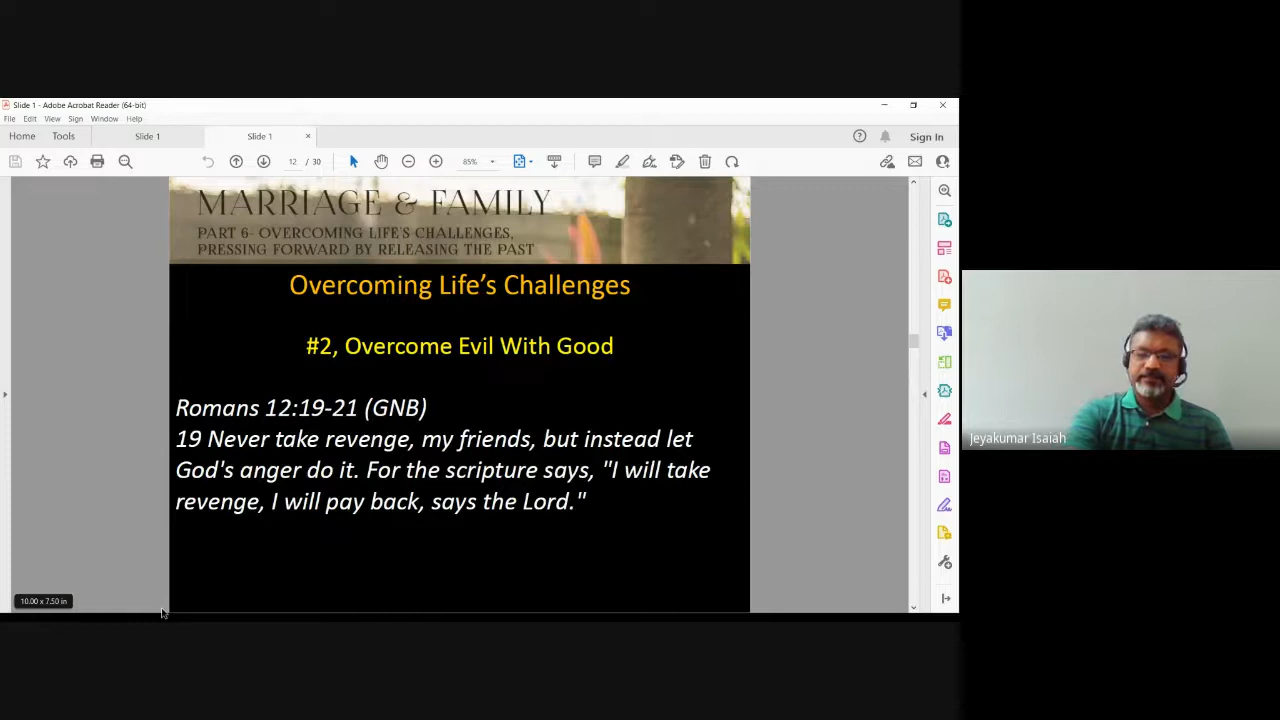 Slide 1 - Adobe Acrobat Reader (64-bit)
File Edit View Sign Window Help
Home Tools Slide 1 Slide 1 × Sign In
12 / 30 85%
MARRIAGE & FAMILY
PART 6- OVERCOMING LIFE'S CHALLENGES,
PRESSING FORWARD BY RELEASING THE PAST
Overcoming Life’s Challenges
#2, Overcome Evil With Good
Romans 12:19-21 (GNB)
19 Never take revenge, my friends, but instead let
God's anger do it. For the scripture says, "I will take
revenge, I will pay back, says the Lord."
10.00 x 7.50 in
Jeyakumar Isaiah